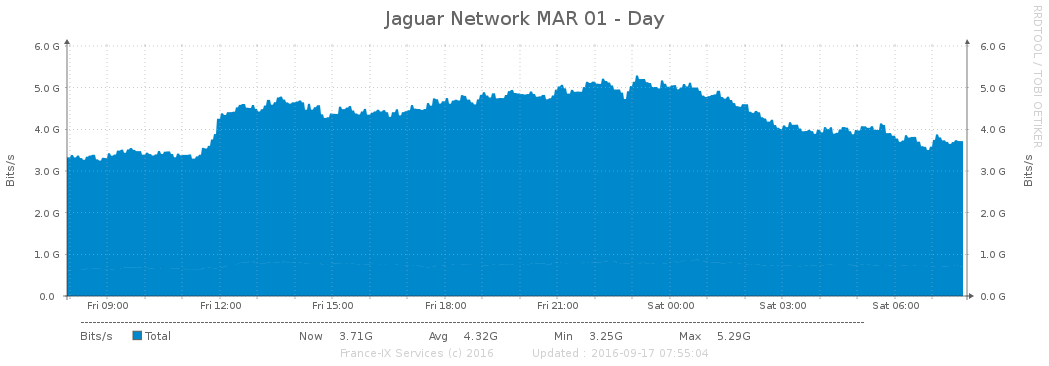 Jaguar Network MAR 01 - Day
RRDTOOL / TOBI OETIKER
6.0 G 6.0 G
5.0 G 5.0 G
4.0 G 4.0 G
3.0 G 3.0 G
2.0 G 2.0 G
1.0 G 1.0 G
0.0 0.0 G
Bits/s
Bits/s
Fri 09:00 Fri 12:00 Fri 15:00 Fri 18:00 Fri 21:00 Sat 00:00 Sat 03:00 Sat 06:00
Bits/s Total Now 3.71G Avg 4.32G Min 3.25G Max 5.29G
France-IX Services (c) 2016 Updated : 2016-09-17 07:55:04